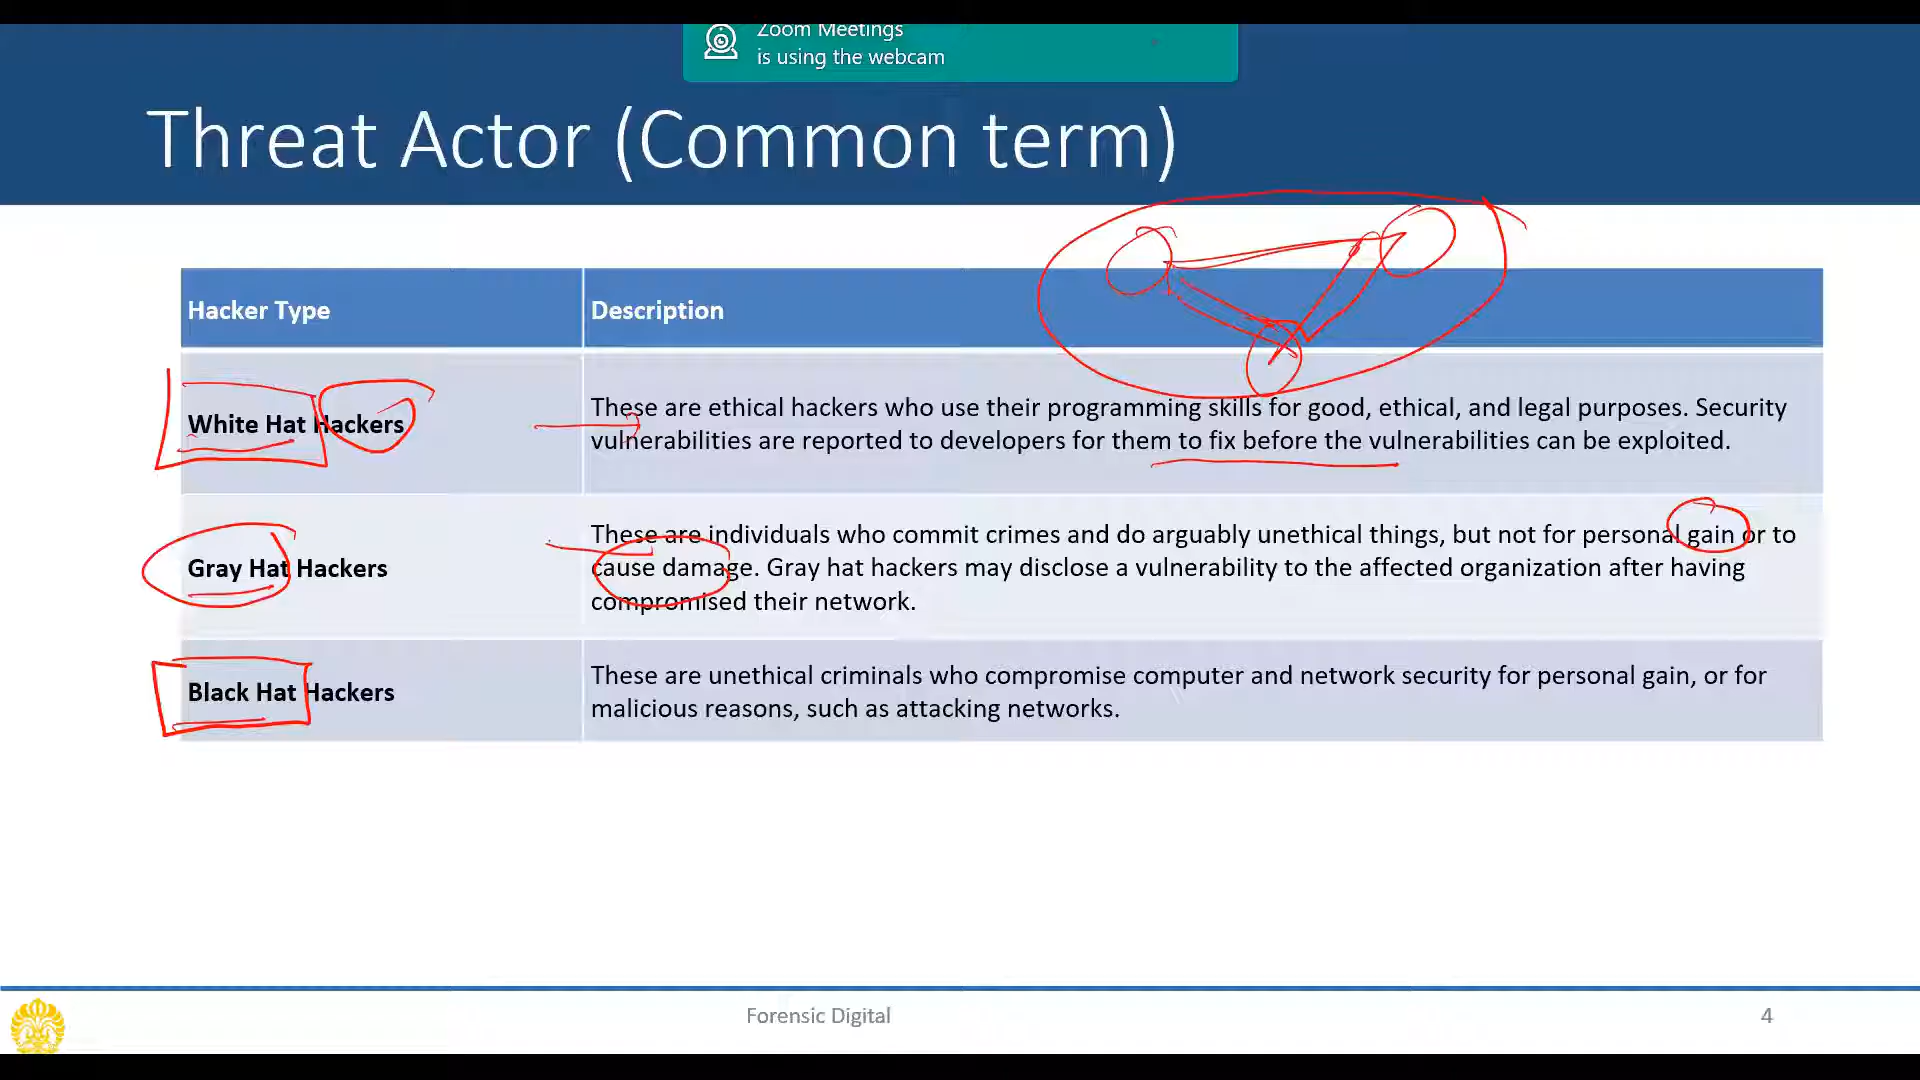 Zoom Meetings
is using the webcam
Threat Actor (Common term)
Hacker Type
Description
White Hat Hackers
These are ethical hackers who use their programming skills for good, ethical, and legal purposes. Security
vulnerabilities are reported to developers for them to fix before the vulnerabilities can be exploited.
Gray Hat Hackers
These are individuals who commit crimes and do arguably unethical things, but not for personal gain or to
cause damage. Gray hat hackers may disclose a vulnerability to the affected organization after having
compromised their network.
Black Hat Hackers
These are unethical criminals who compromise computer and network security for personal gain, or for
malicious reasons, such as attacking networks.
Forensic Digital
4